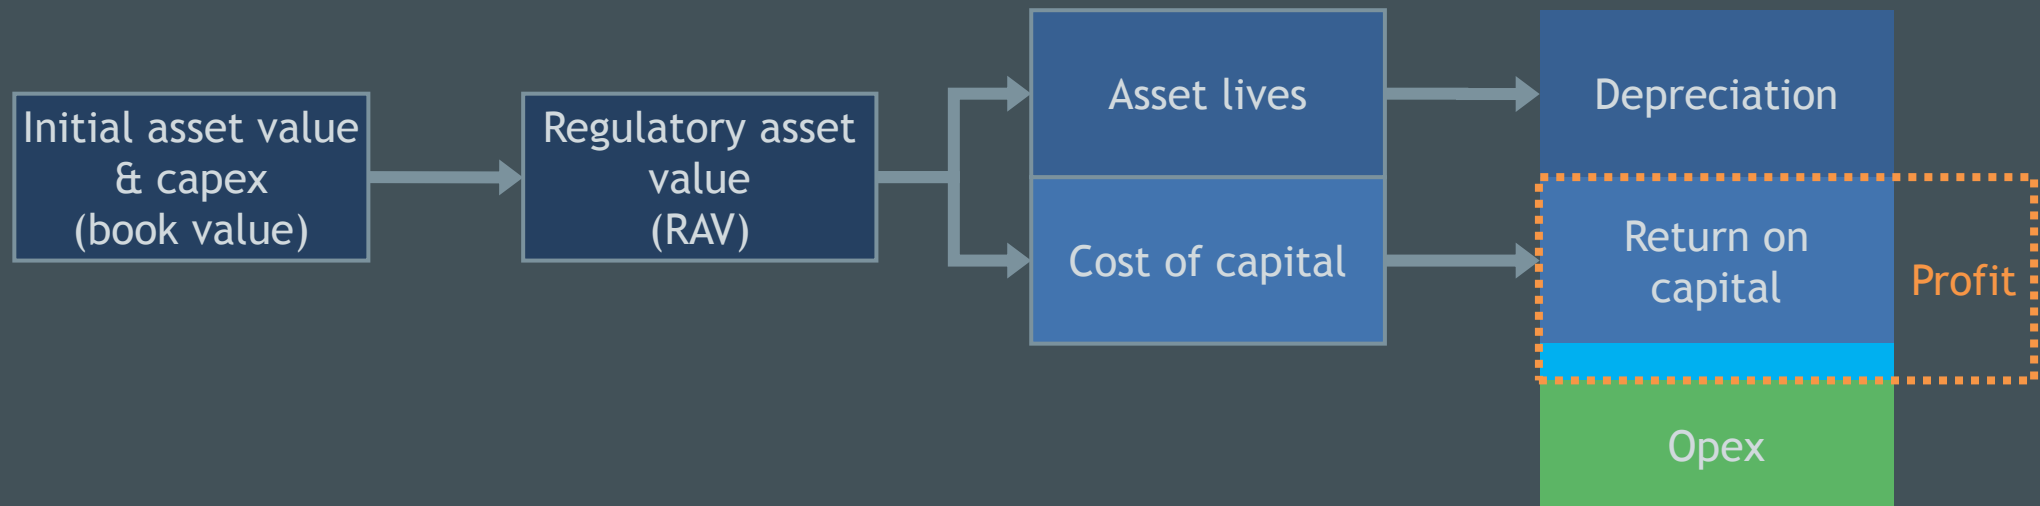 Initial asset value
& capex
(book value)
Regulatory asset
value
(RAV)
Asset lives
Cost of capital
Depreciation
Return on
capital
Profit
Opex